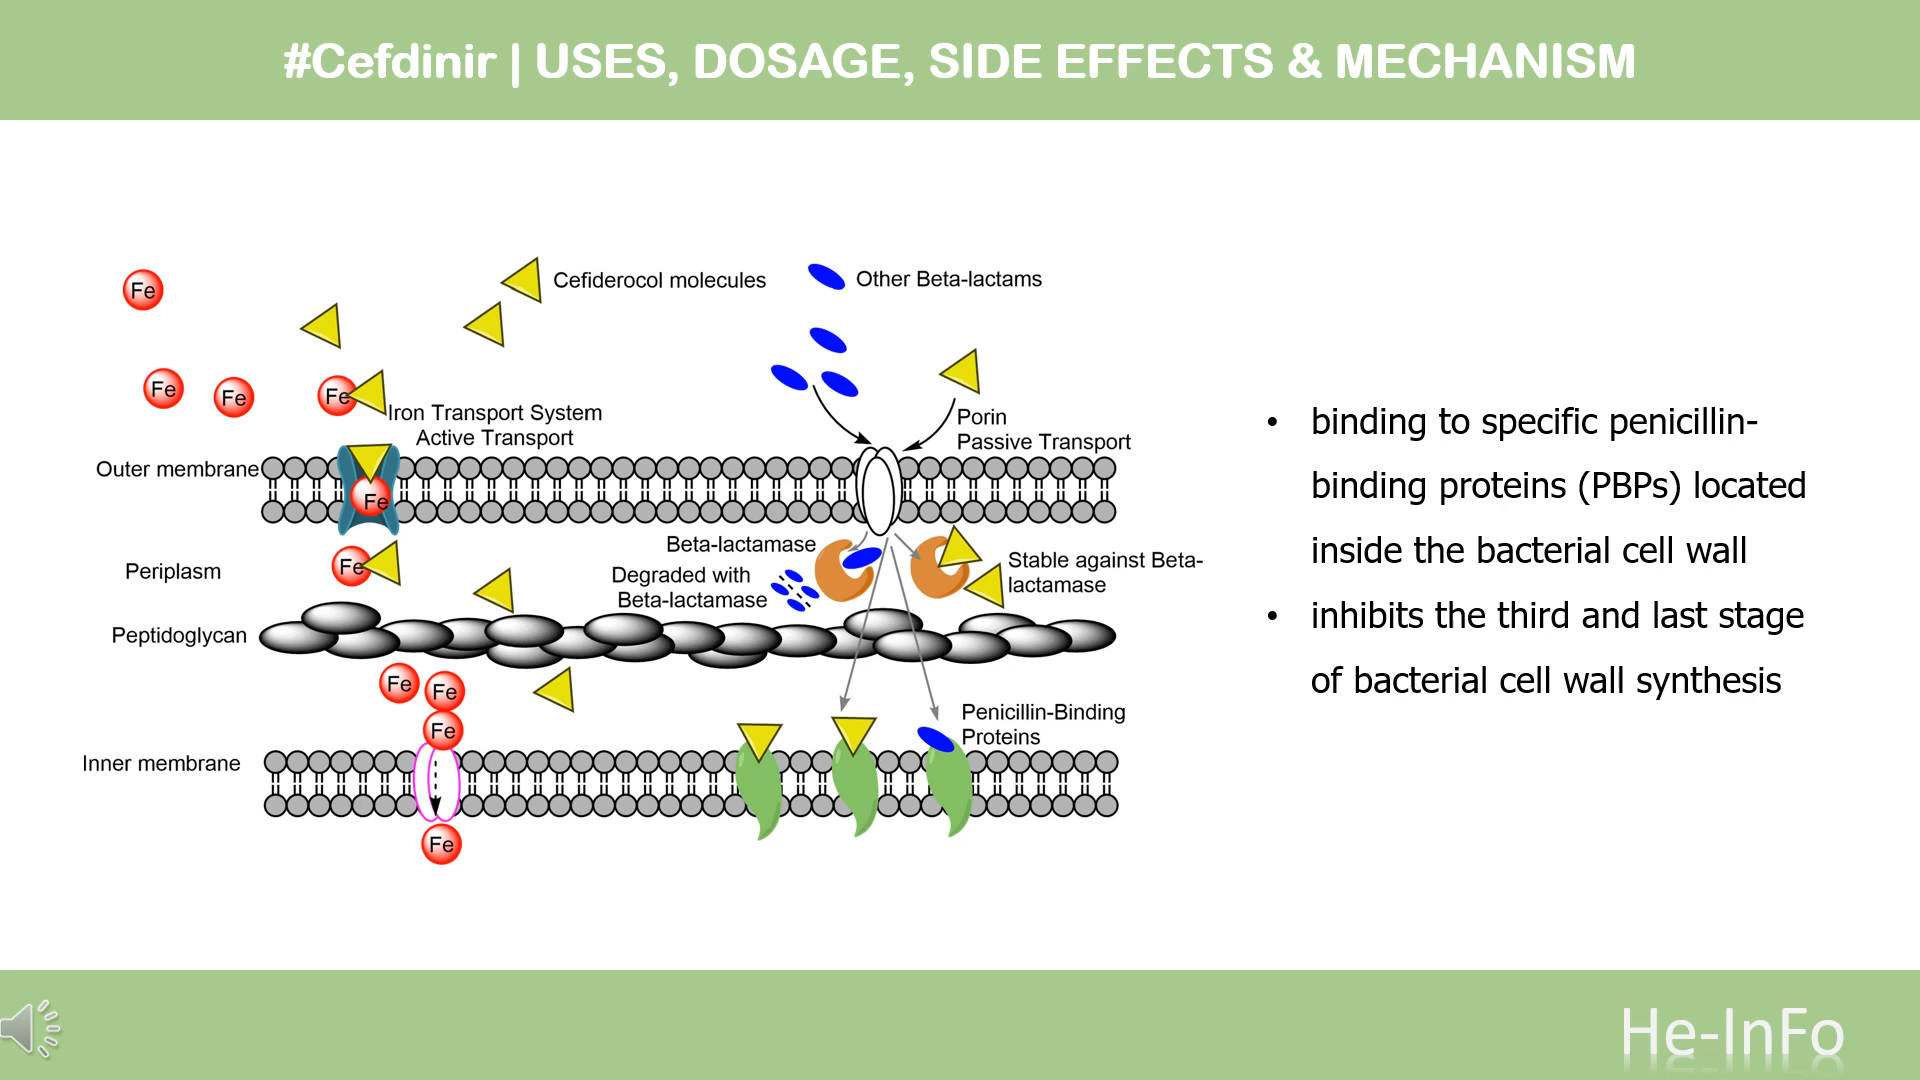 #Cefdinir | USES, DOSAGE, SIDE EFFECTS & MECHANISM
Cefiderocol molecules
Other Beta-lactams
Fe
Fe
Fe
Fe
Iron Transport System
Active Transport
Porin
Passive Transport
Outer membrane
Fe
Beta-lactamase
Degraded with
Beta-lactamase
Stable against Beta-
lactamase
Periplasm
Fe
Peptidoglycan
Fe
Fe
Fe
Penicillin-Binding
Proteins
Inner membrane
Fe
• binding to specific penicillin-
binding proteins (PBPs) located
inside the bacterial cell wall
• inhibits the third and last stage
of bacterial cell wall synthesis
He-InFo